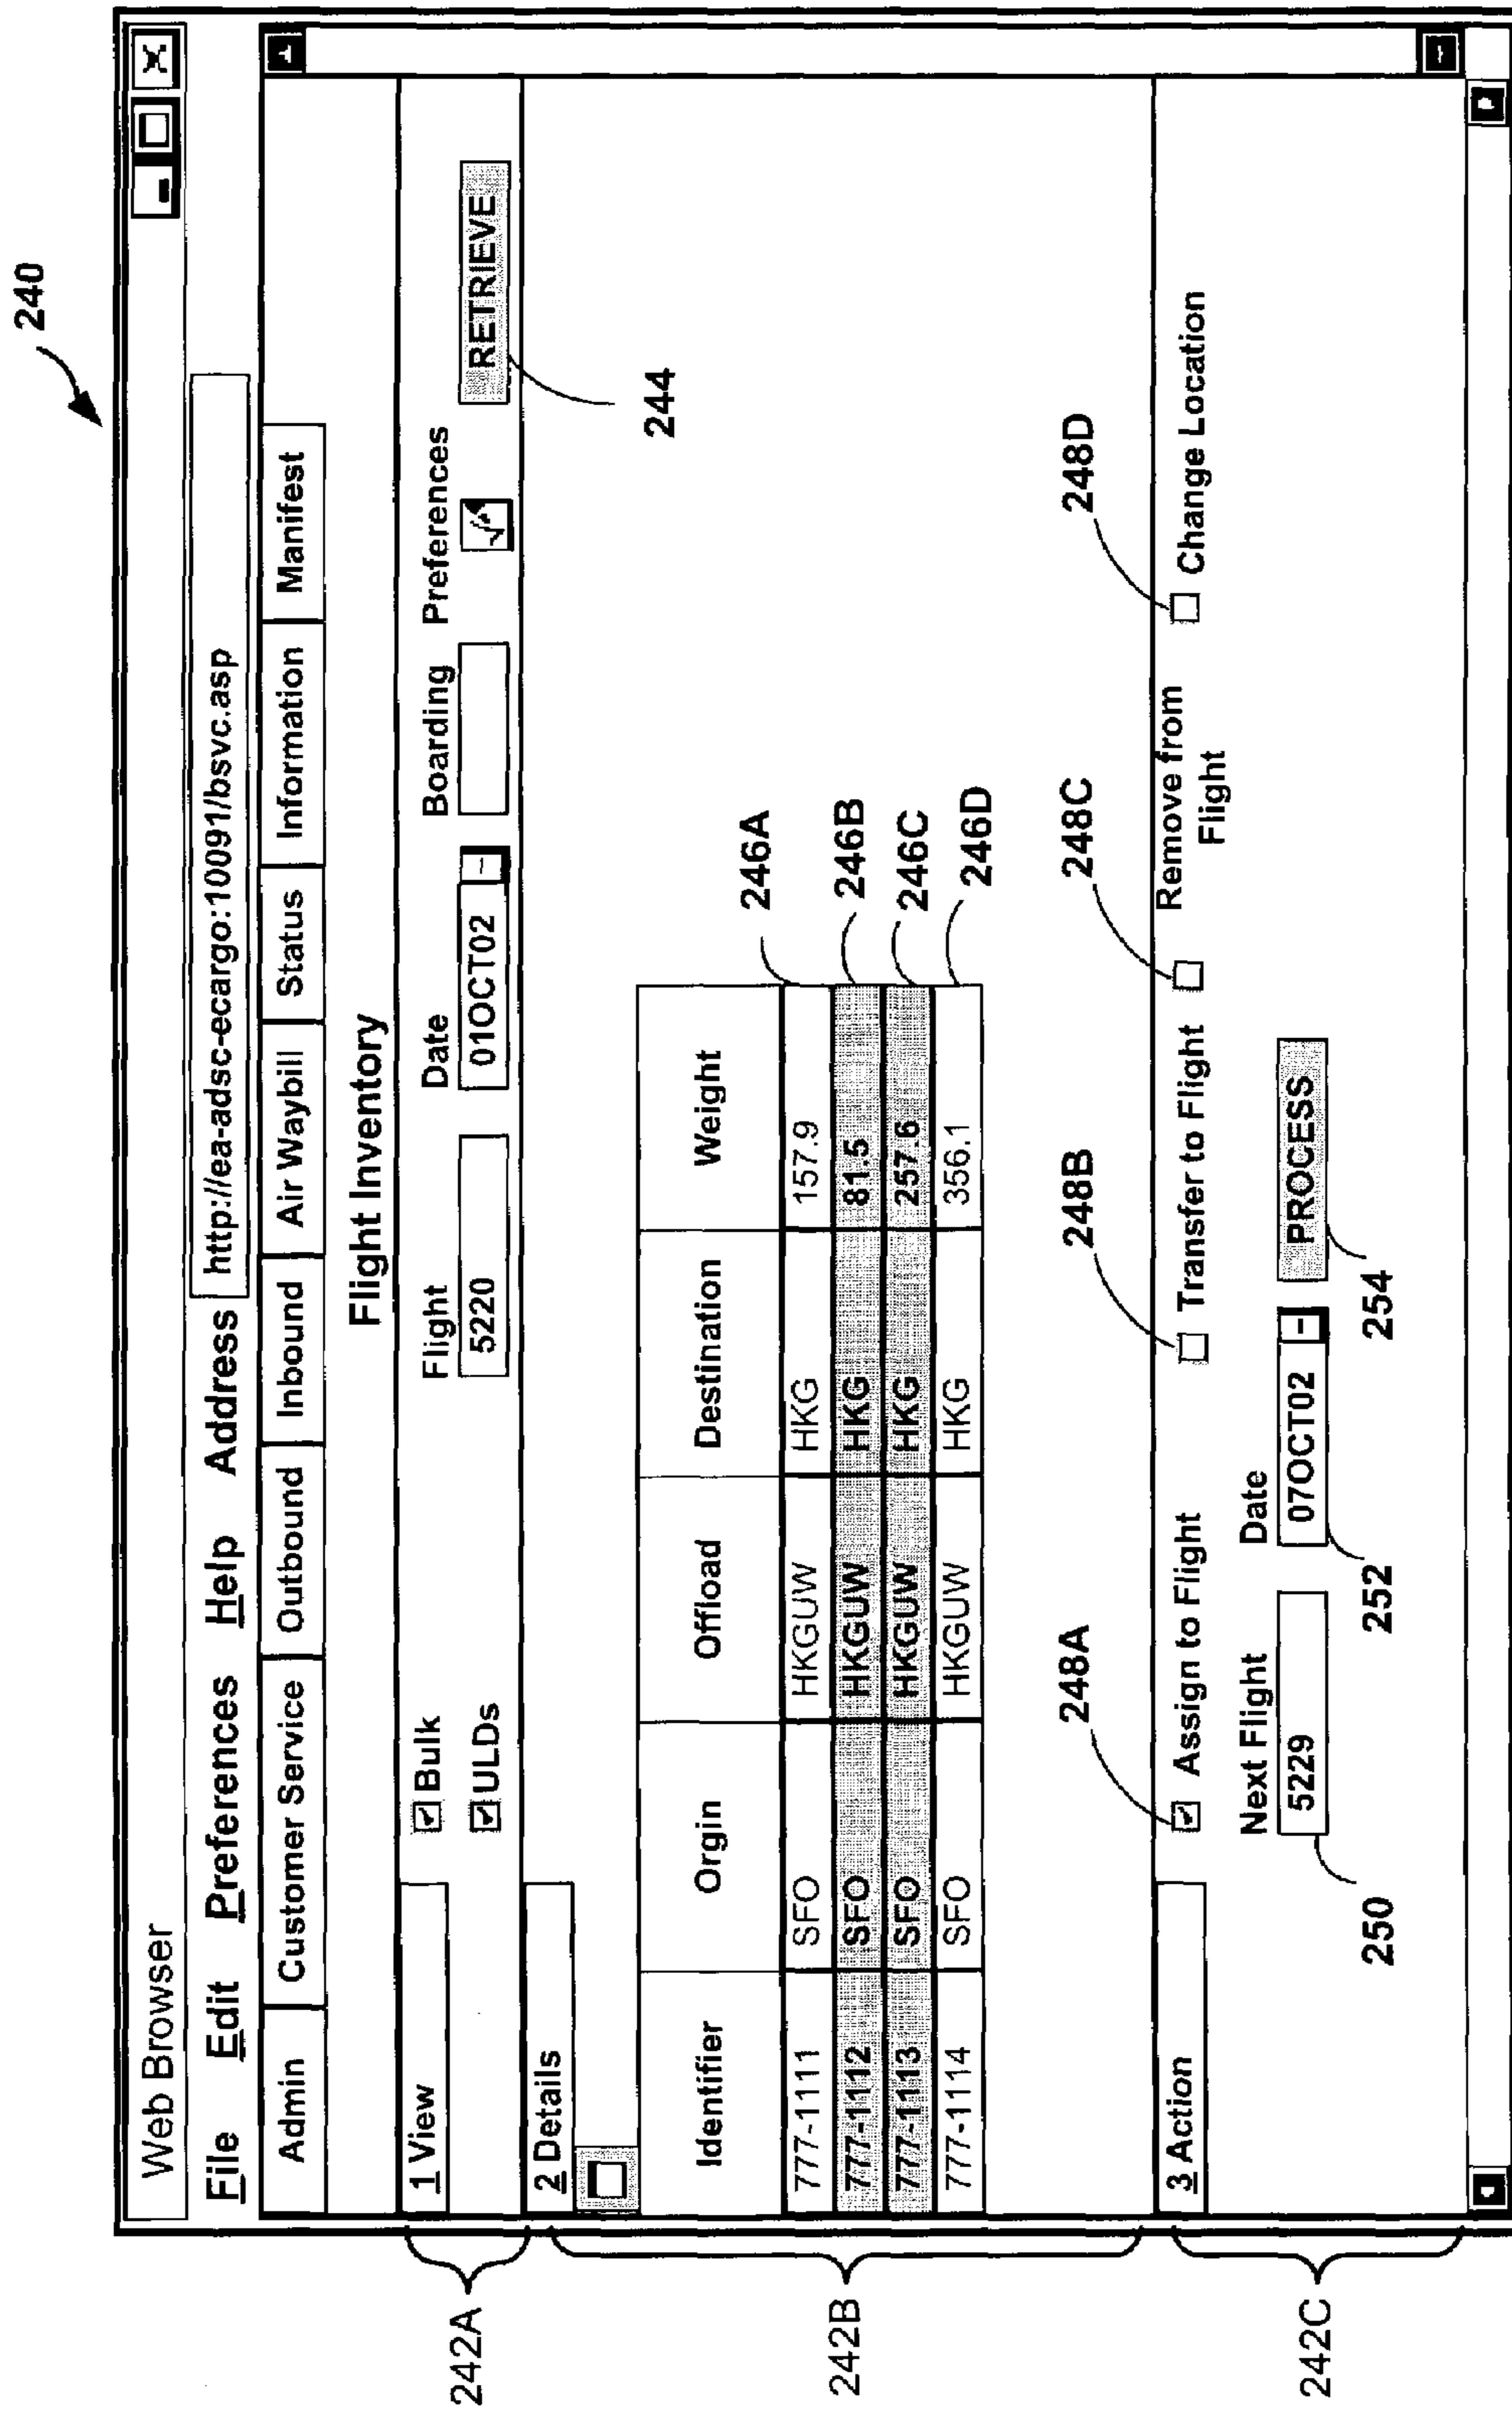 240
Web Browser
File Edit Preferences Help Address http://ea-adsc-ecargo:10091/bsvc.asp
Admin Customer Service Outbound Inbound Air Waybill Status Information Manifest
Flight Inventory
242A
1 View
Bulk
ULDs
Flight Date Boarding Preferences
5220 01OCT02 RETRIEVE
244
242B
2 Details
Identifier Orgin Offload Destination Weight
777-1111 SFO HKGUW HKG 157.9 246A
777-1112 SFO HKGUW HKG 81.5 246B
777-1113 SFO HKGUW HKG 257.6 246C
777-1114 SFO HKGUW HKG 356.1 246D
248A 248B 248C 248D
242C
3 Action
Assign to Flight Transfer to Flight Remove from
Flight Change Location
Next Flight Date
5229 07OCT02 PROCESS
250 252 254